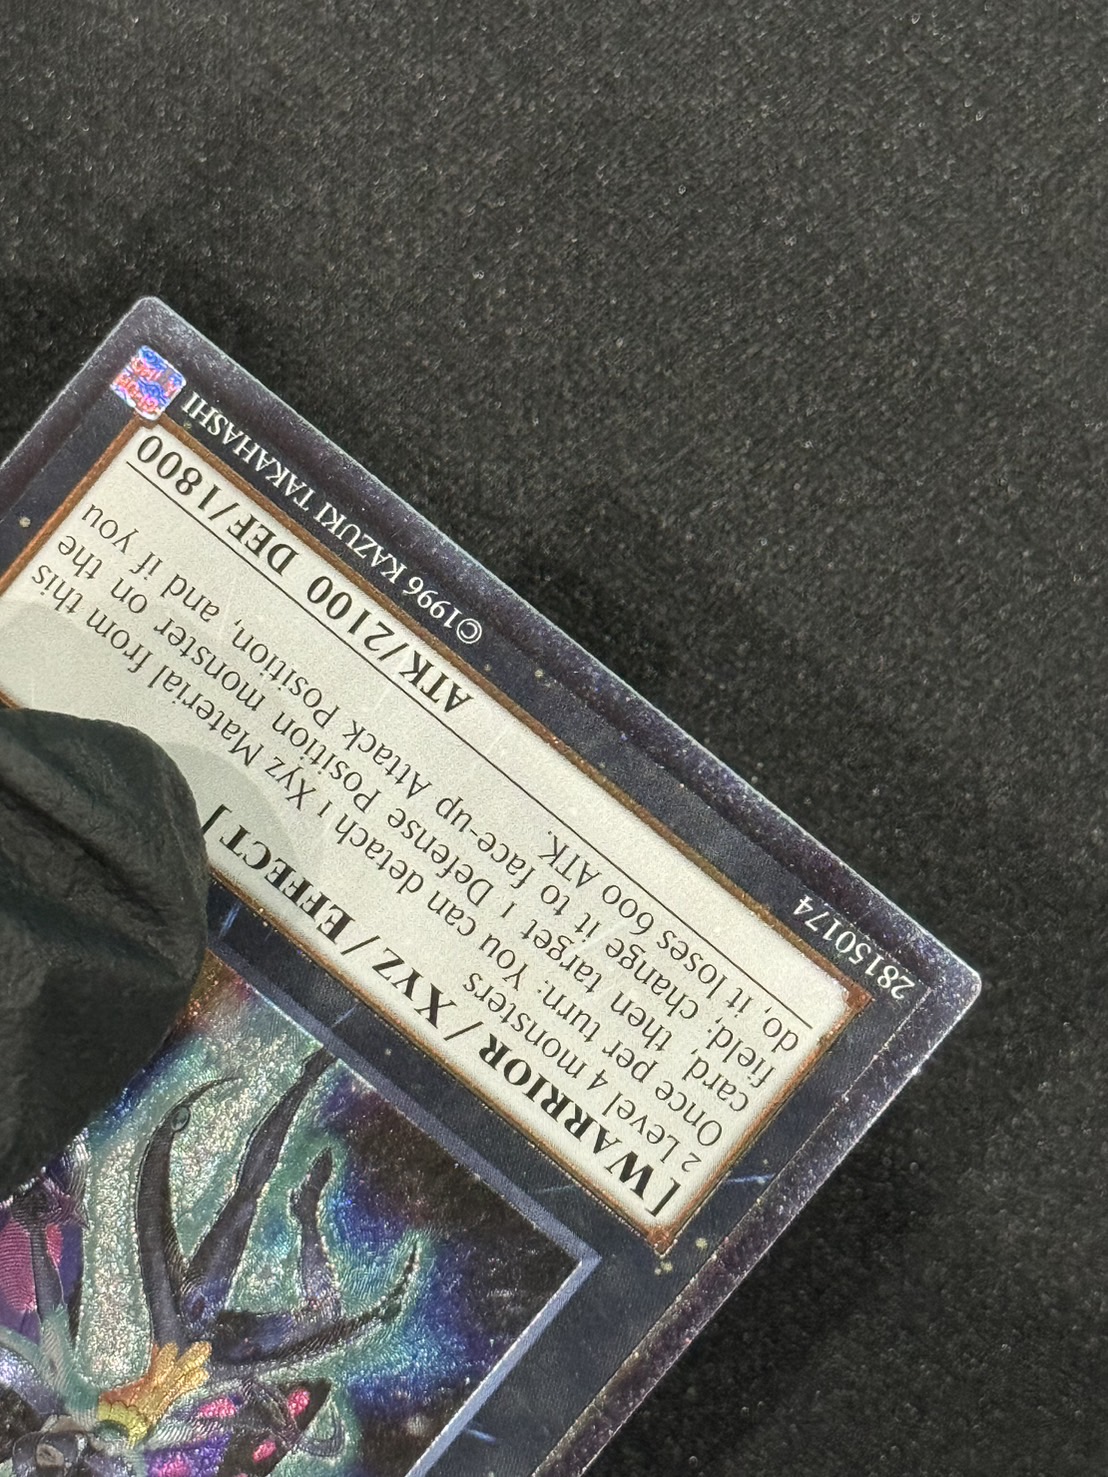 [ WARRIOR / XYZ / EFFECT ]
2 Level 4 monsters
Once per turn: You can detach 1 Xyz Material from this
card, then target 1 Defense Position monster on the
field; change it to face-up Attack Position, and if you
do, it loses 600 ATK.
ATK/2100 DEF/1800
28150174 ©1996 KAZUKI TAKAHASHI